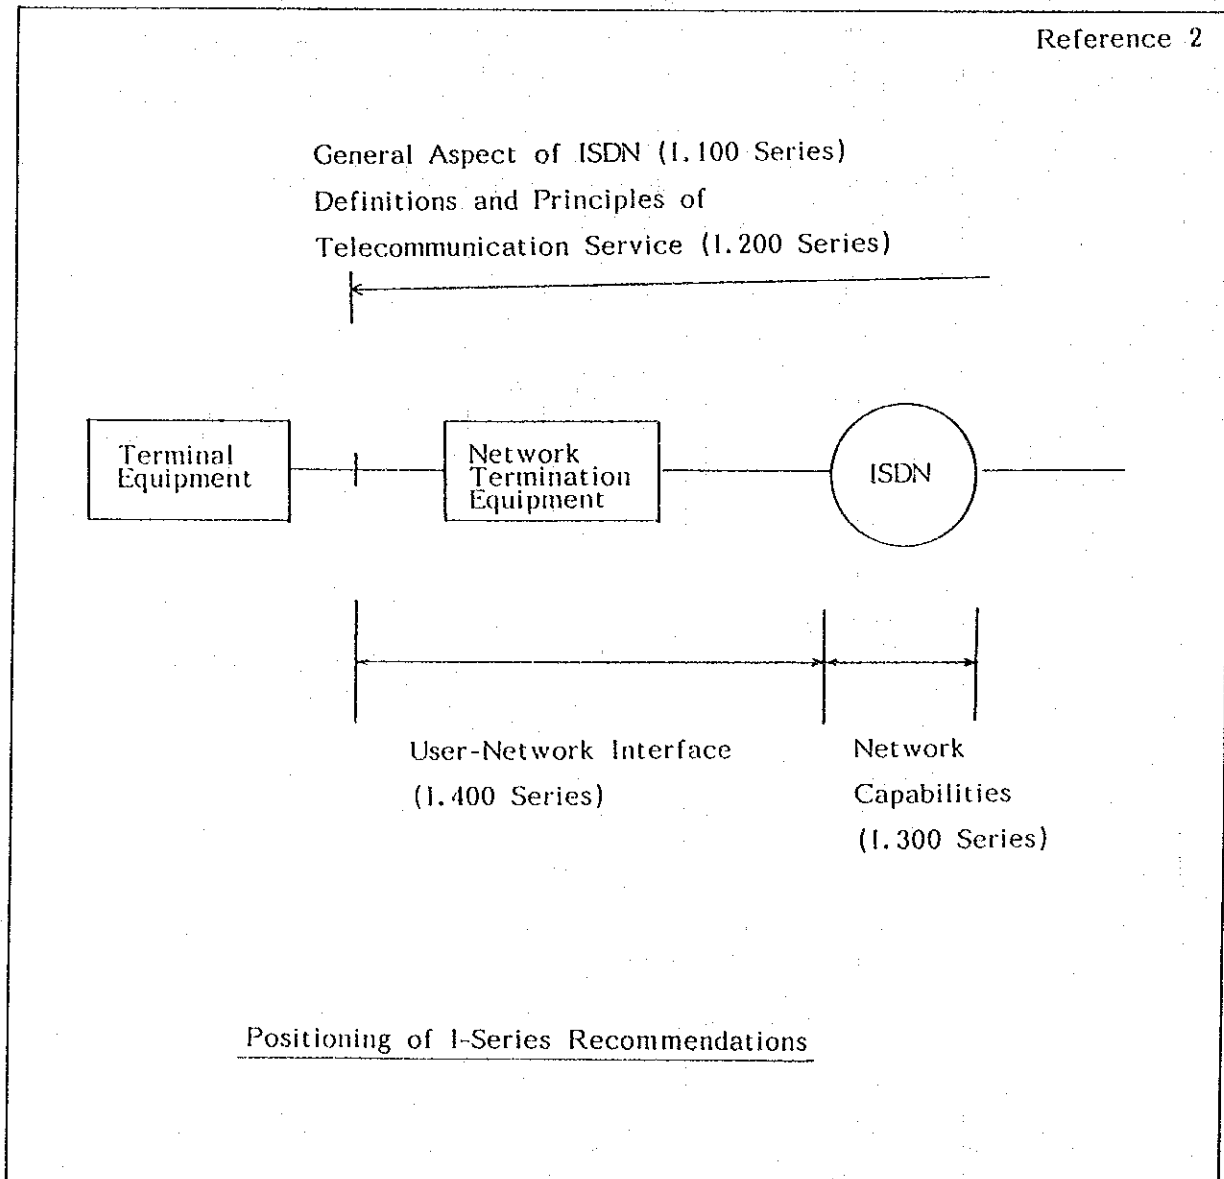 Reference 2
General Aspect of ISDN (I.100 Series)
Definitions and Principles of
Telecommunication Service (I.200 Series)
Terminal
Equipment
Network
Termination
Equipment
ISDN
User-Network Interface
(I.400 Series)
Network
Capabilities
(I.300 Series)
Positioning of I-Series Recommendations